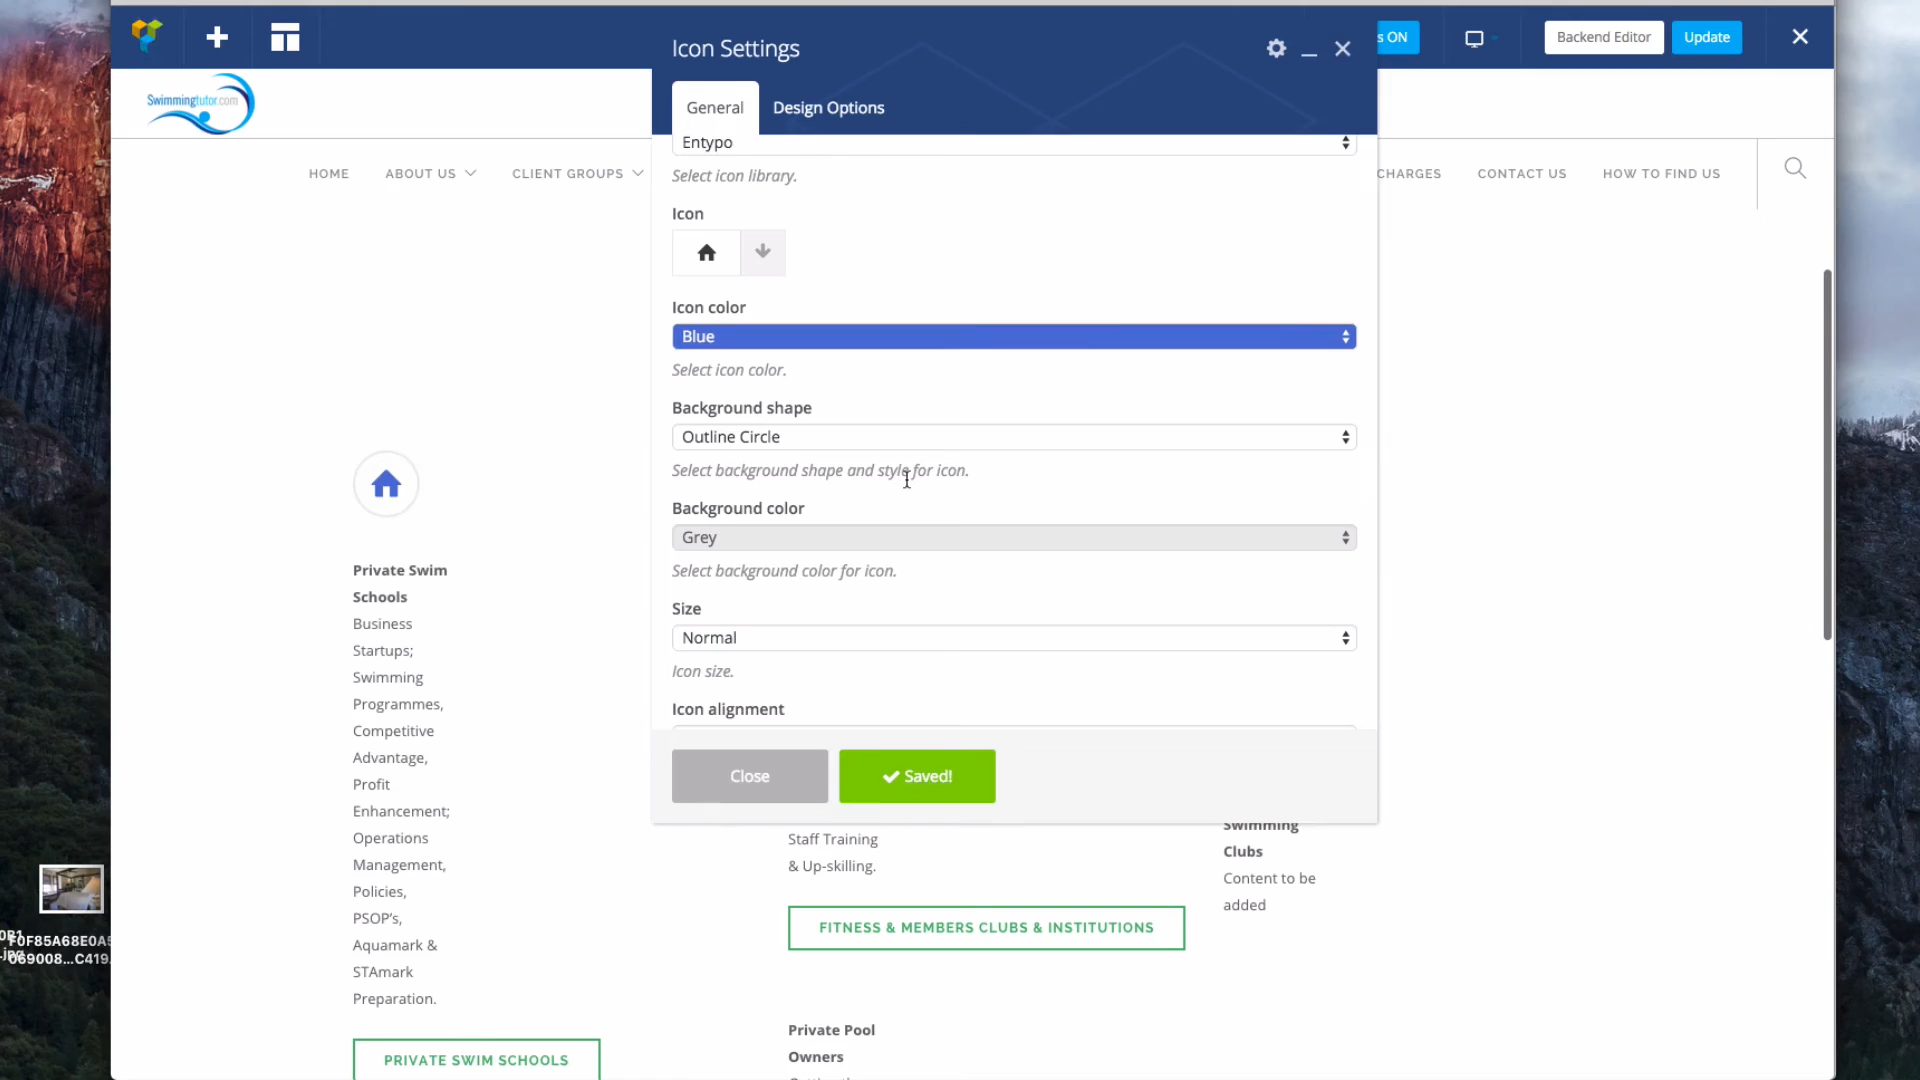 Icon Settings
s ON
Backend Editor
Update
Swimmingtutor.com
General
Design Options
HOME
ABOUT US
CLIENT GROUPS
CHARGES
CONTACT US
HOW TO FIND US
Entypo
Select icon library.
Icon
Icon color
Blue
Select icon color.
Background shape
Outline Circle
Select background shape and style for icon.
Background color
Grey
Select background color for icon.
Size
Normal
Icon size.
Icon alignment
Close
Saved!
Private Swim
Schools
Business
Startups;
Swimming
Programmes,
Competitive
Advantage,
Profit
Enhancement;
Operations
Management,
Policies,
PSOP's,
Aquamark &
STAmark
Preparation.
PRIVATE SWIM SCHOOLS
Staff Training
& Up-skilling.
FITNESS & MEMBERS CLUBS & INSTITUTIONS
Private Pool
Owners
Swimming
Clubs
Content to be
added